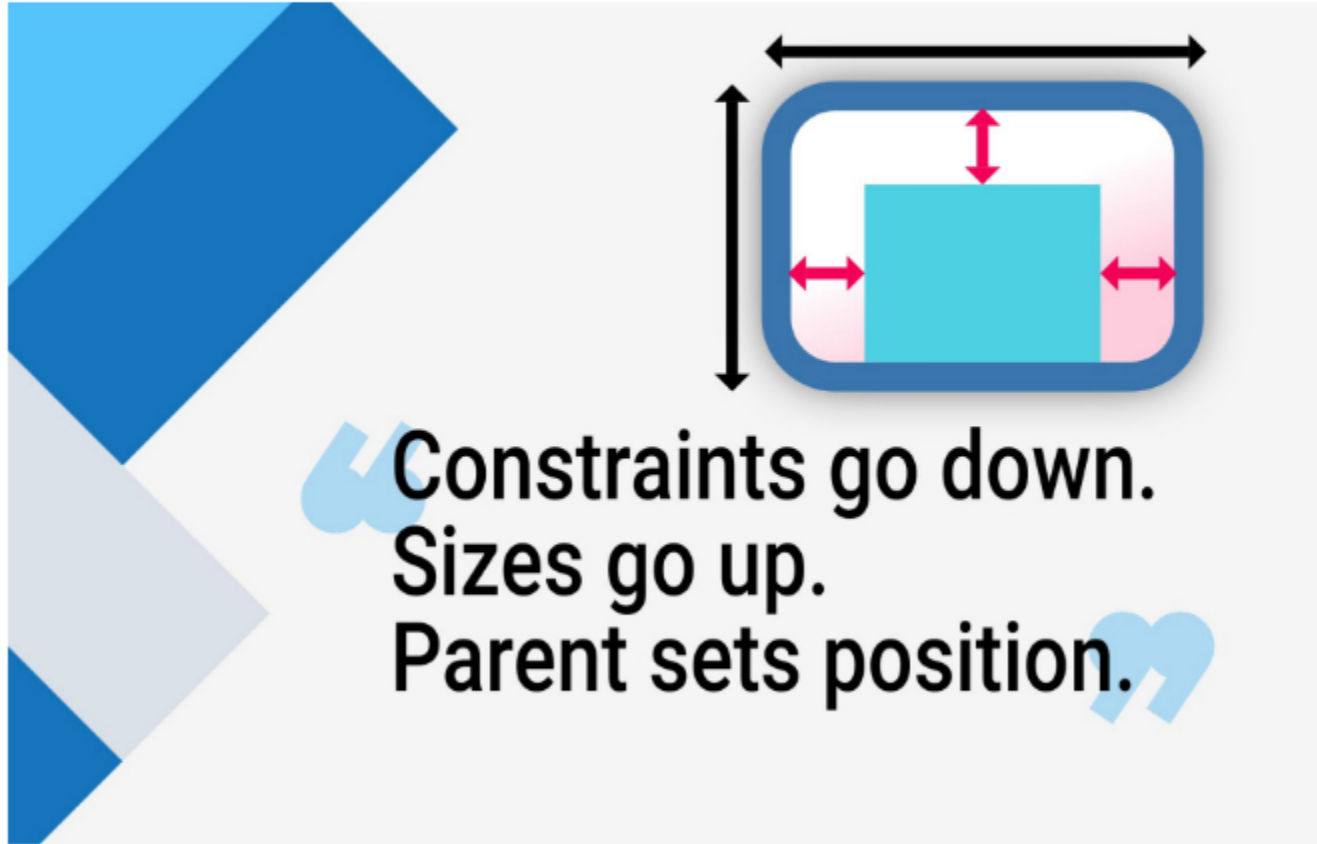 Constraints go down.
Sizes go up.
Parent sets position.